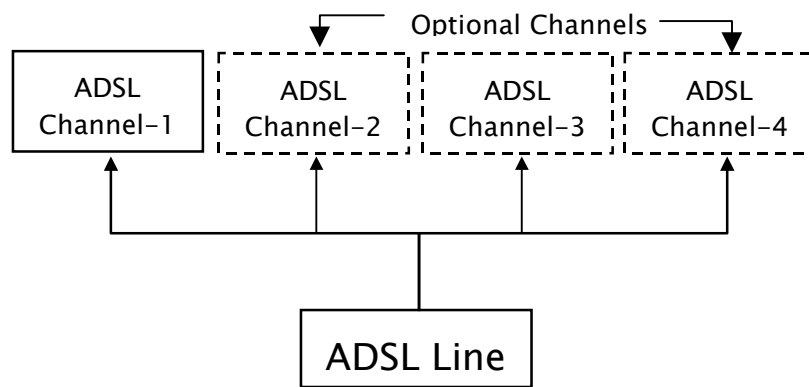 Optional Channels
ADSL
Channel-1
ADSL
Channel-2
ADSL
Channel-3
ADSL
Channel-4
ADSL Line